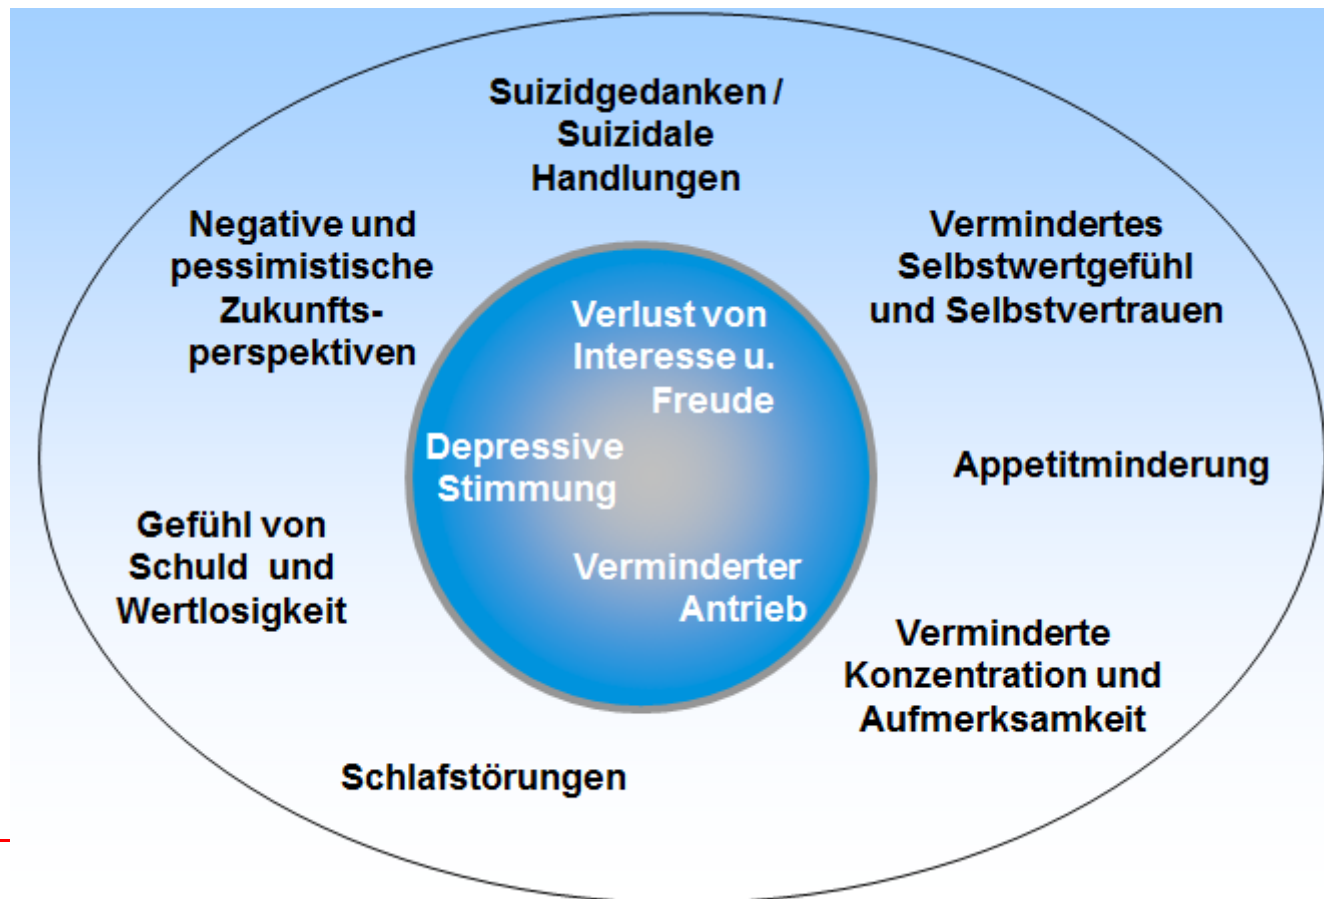 Suizidgedanken /
Suizidale
Handlungen
Negative und
pessimistische
Zukunfts-
perspektiven
Vermindertes
Selbstwertgefühl
und Selbstvertrauen
Verlust von
Interesse u.
Freude
Depressive
Stimmung
Verminderter
Antrieb
Appetitminderung
Gefühl von
Schuld und
Wertlosigkeit
Verminderte
Konzentration und
Aufmerksamkeit
Schlafstörungen